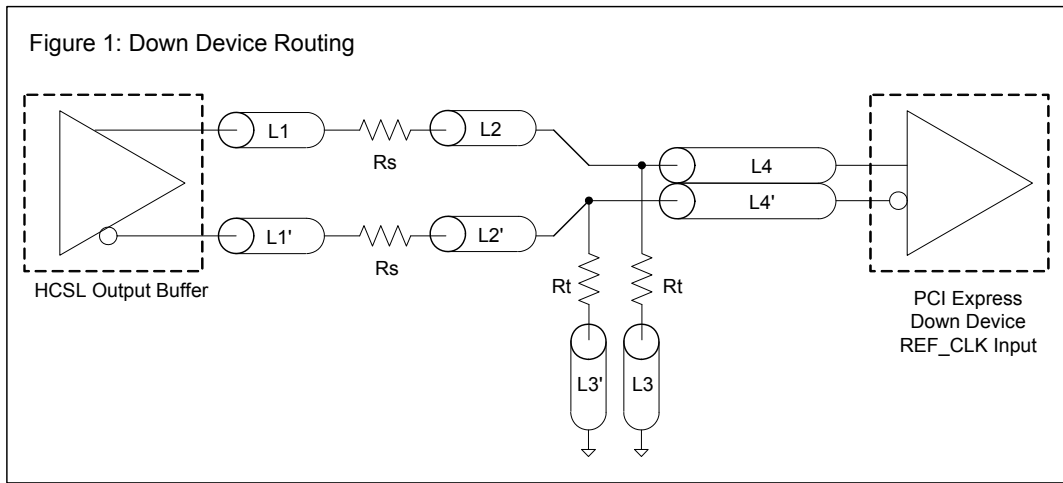 Figure 1: Down Device Routing
L1
Rs
L2
L4
L4'
L1'
Rs
L2'
HCSL Output Buffer
Rt
Rt
L3'
L3
PCI Express
Down Device
REF_CLK Input